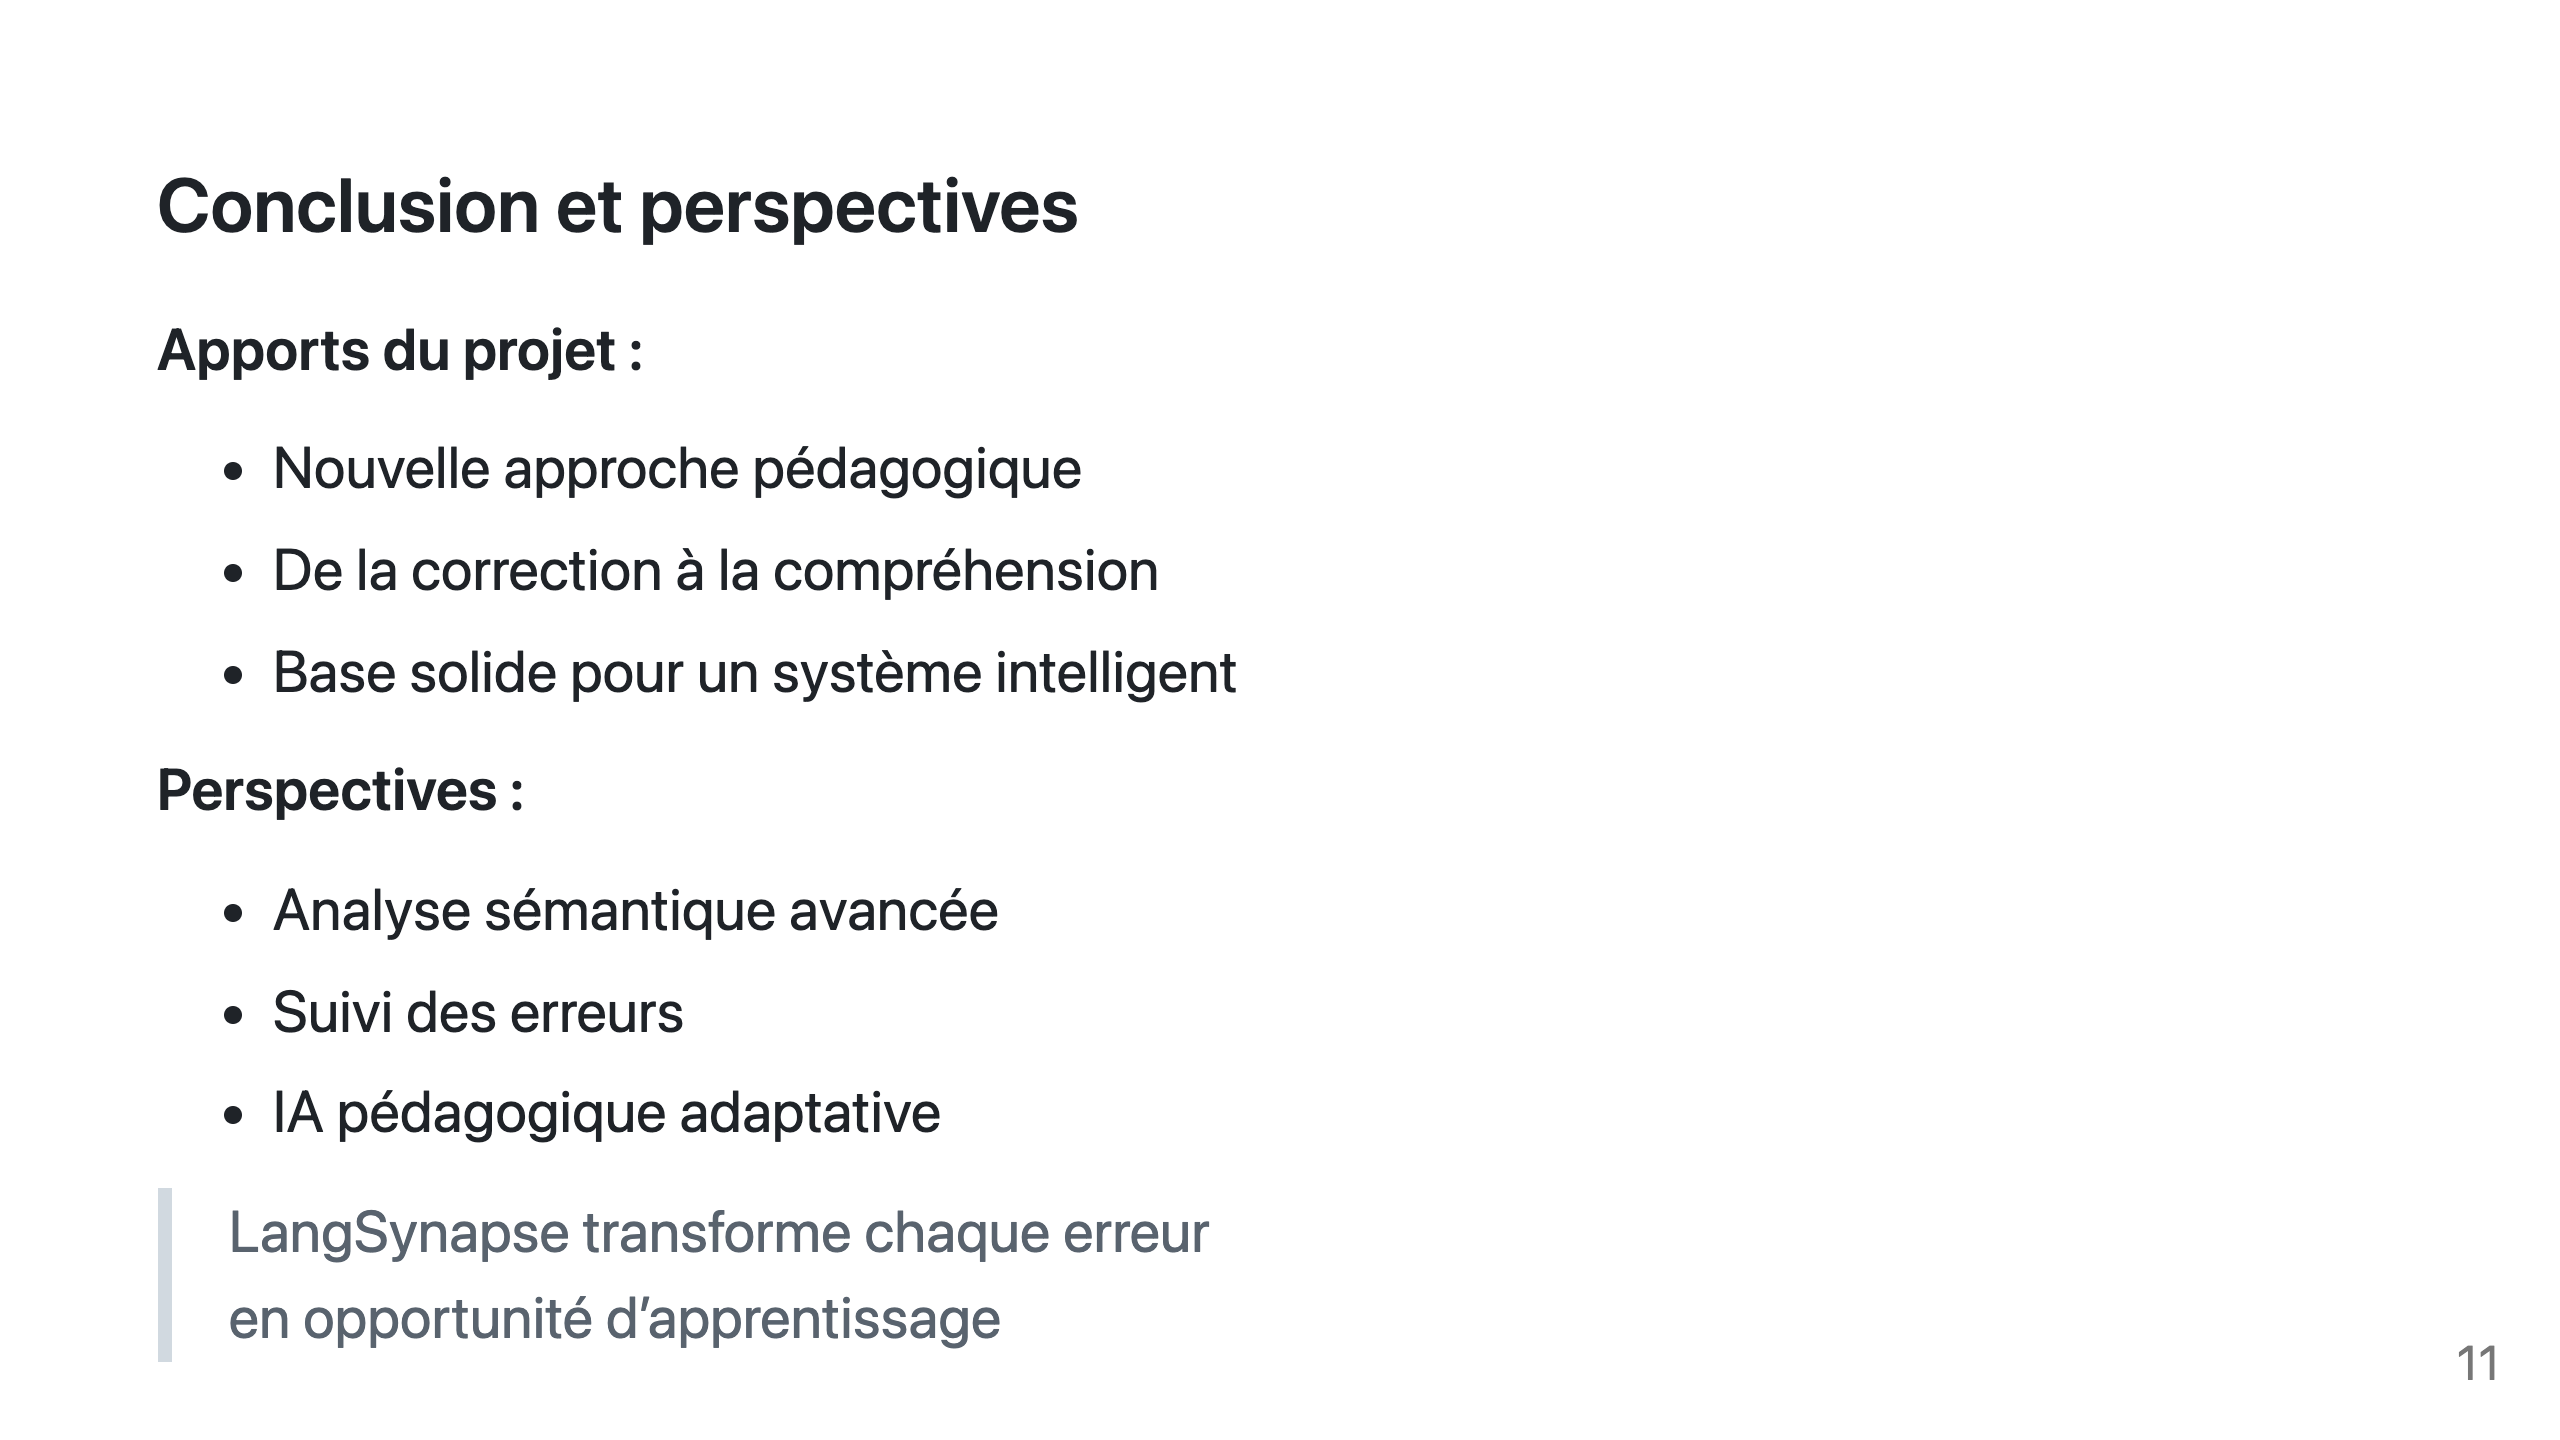 Conclusion et perspectives
Apports du projet :
• Nouvelle approche pédagogique
• De la correction à la compréhension
• Base solide pour un système intelligent
Perspectives :
• Analyse sémantique avancée
• Suivi des erreurs
• IA pédagogique adaptative
LangSynapse transforme chaque erreur
en opportunité d’apprentissage
11